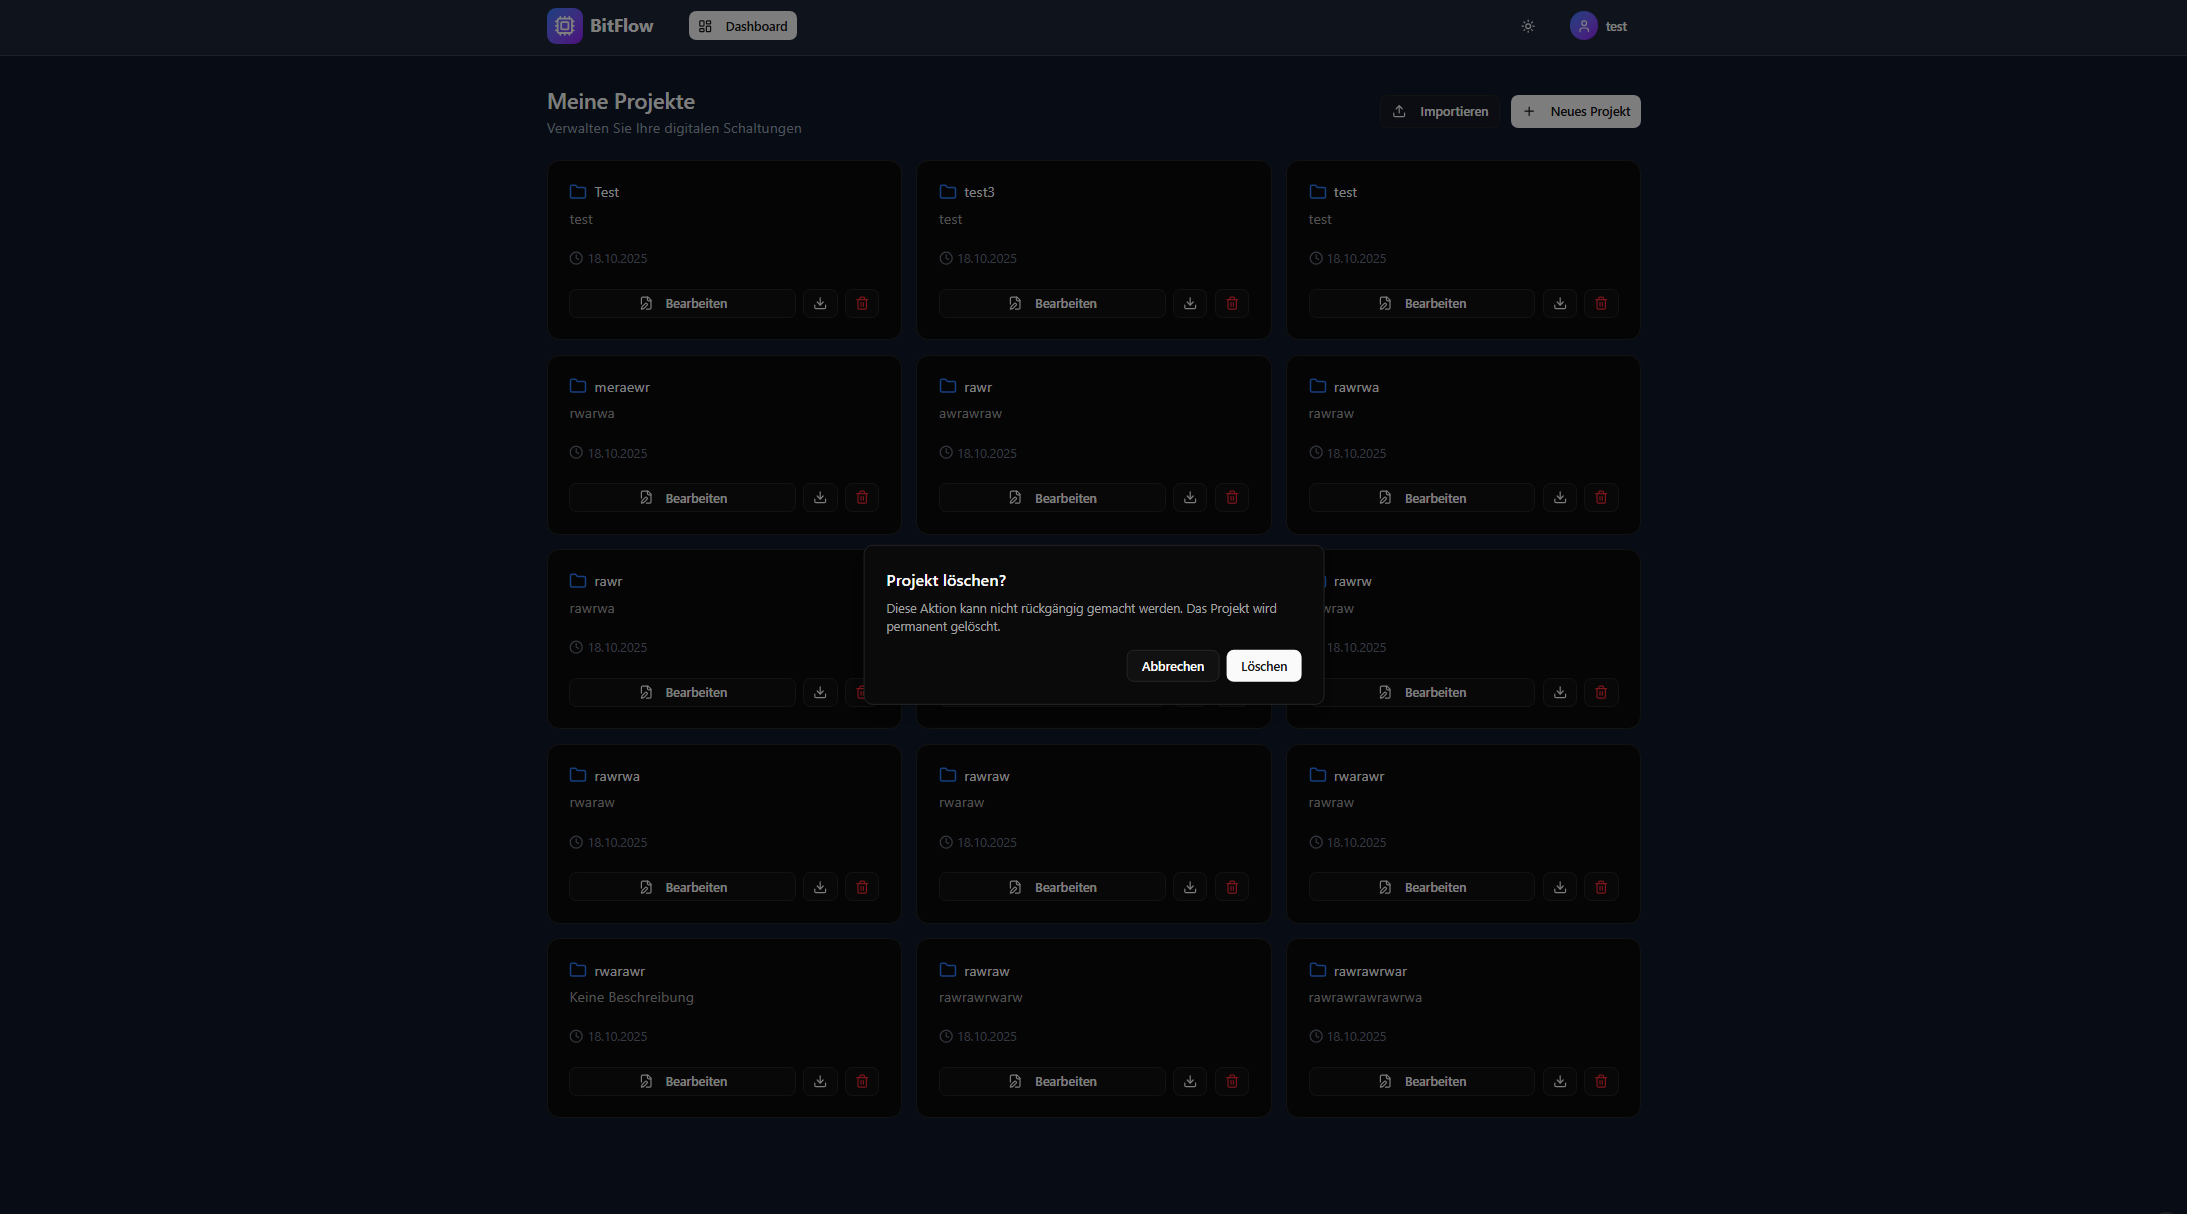 BitFlow
Dashboard
test
Meine Projekte
Verwalten Sie Ihre digitalen Schaltungen
Importieren
Neues Projekt
Test
test
18.10.2025
Bearbeiten
test3
test
18.10.2025
Bearbeiten
test
test
18.10.2025
Bearbeiten
meraewr
rwarwa
18.10.2025
Bearbeiten
rawr
awrawraw
18.10.2025
Bearbeiten
rawrwa
rawraw
18.10.2025
Bearbeiten
rawr
rawrwa
18.10.2025
Bearbeiten
Projekt löschen?
Diese Aktion kann nicht rückgängig gemacht werden. Das Projekt wird
permanent gelöscht.
Abbrechen
Löschen
rawrw
18.10.2025
Bearbeiten
rawrwa
rwaraw
18.10.2025
Bearbeiten
rawraw
rwaraw
18.10.2025
Bearbeiten
rwarawr
rawraw
18.10.2025
Bearbeiten
rwarawr
Keine Beschreibung
18.10.2025
Bearbeiten
rawraw
rawrawrwarw
18.10.2025
Bearbeiten
rawrawrwar
rawrawrawrawrwa
18.10.2025
Bearbeiten